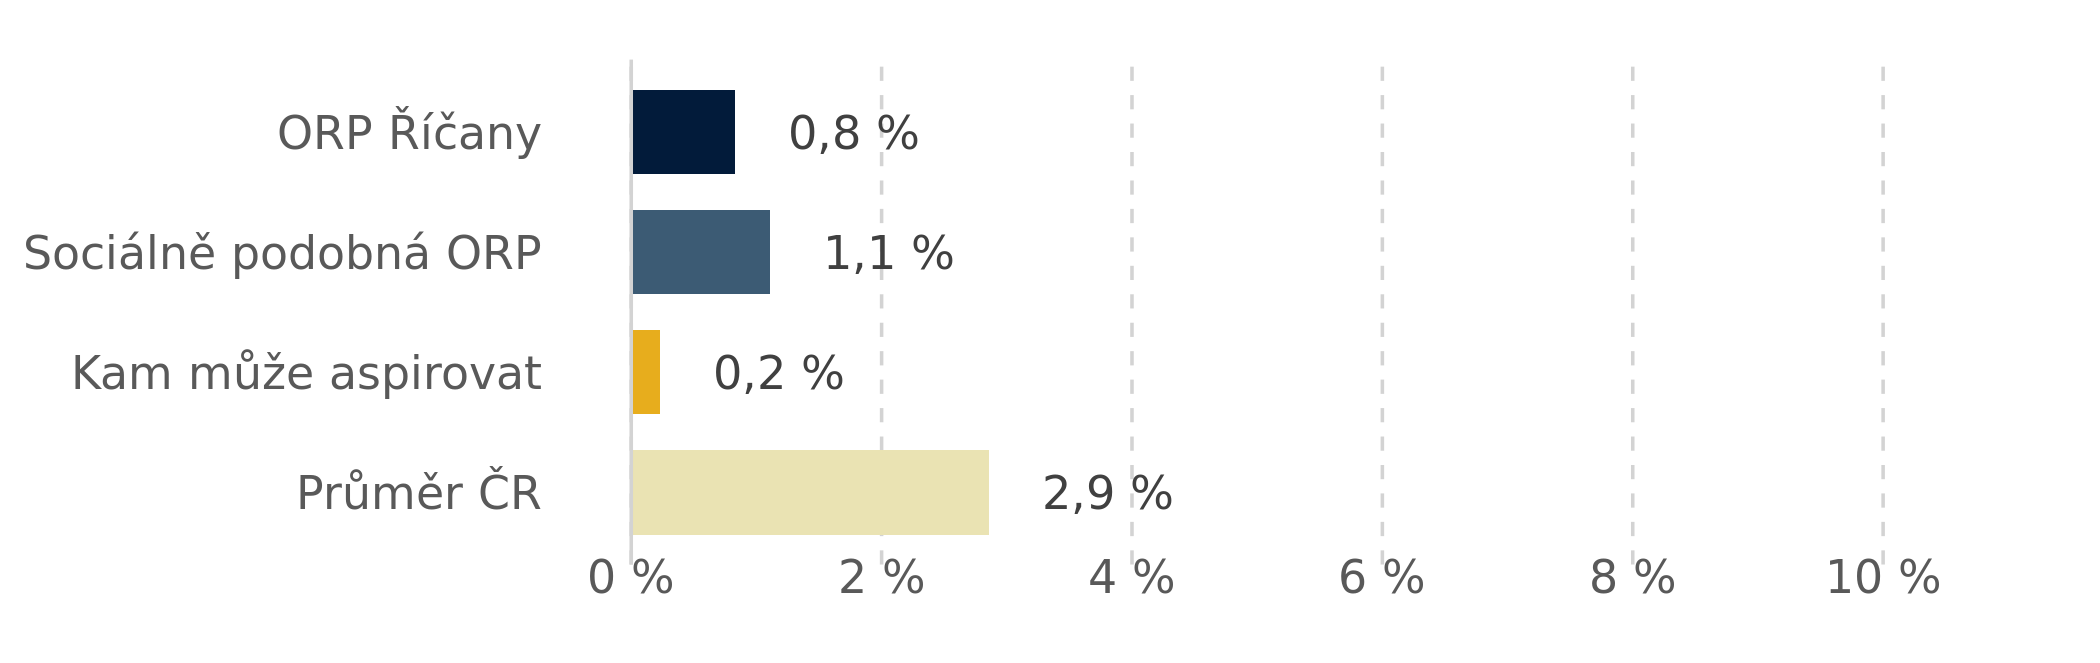 ORP Říčany 0,8 %
Sociálně podobná ORP 1,1 %
Kam může aspirovat 0,2 %
Průměr ČR 2,9 %
0 % 2 % 4 % 6 % 8 % 10 %